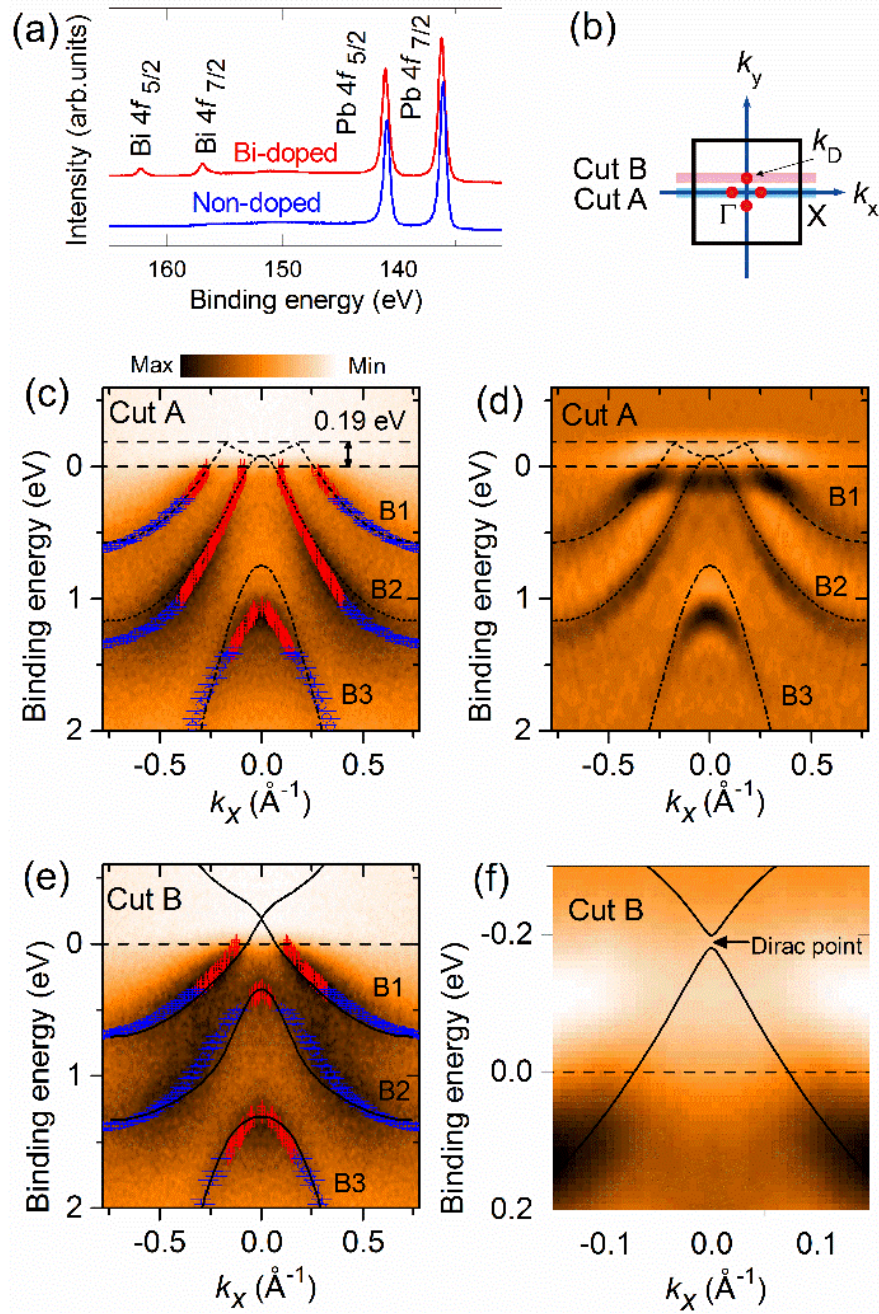 (a)
Intensity (arb.units)
Bi 4f 5/2
Bi 4f 7/2
Pb 4f 5/2
Pb 4f 7/2
Bi-doped
Non-doped
160 150 140
Binding energy (eV)
(b)
ky
kD
Cut B
Cut A
Γ X kx
Max Min
(c)
Cut A
0.19 eV
B1
B2
B3
0
1
2
Binding energy (eV)
-0.5 0.0 0.5
kX (Å-1)
(d)
Cut A
B1
B2
B3
0
1
2
Binding energy (eV)
-0.5 0.0 0.5
kX (Å-1)
(e)
Cut B
B1
B2
B3
0
1
2
Binding energy (eV)
-0.5 0.0 0.5
kX (Å-1)
(f)
Cut B
Dirac point
-0.2
0.0
0.2
Binding energy (eV)
-0.1 0.0 0.1
kX (Å-1)